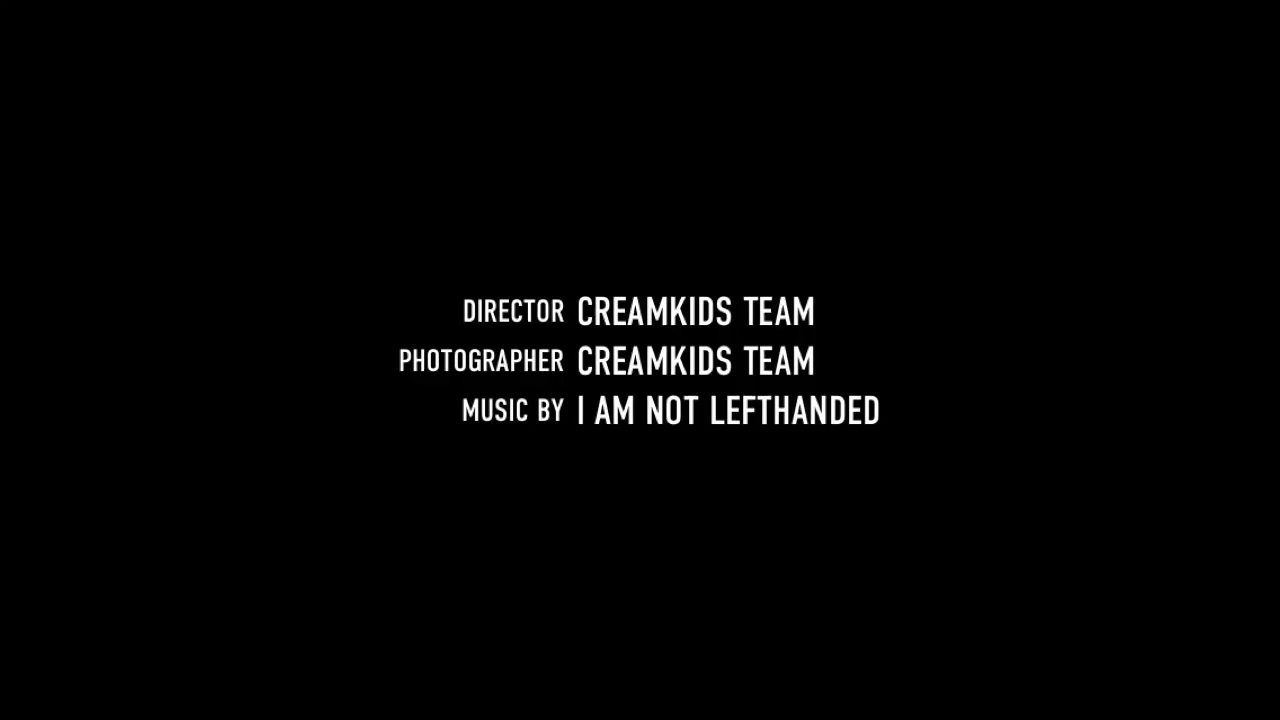 DIRECTOR CREAMKIDS TEAM
PHOTOGRAPHER CREAMKIDS TEAM
MUSIC BY I AM NOT LEFTHANDED